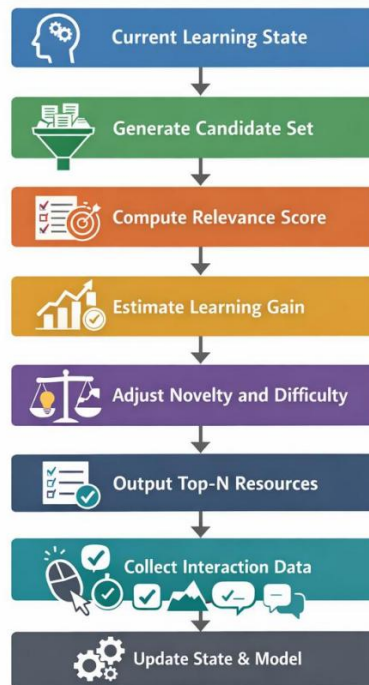 Current Learning State
Generate Candidate Set
Compute Relevance Score
Estimate Learning Gain
Adjust Novelty and Difficulty
Output Top-N Resources
Collect Interaction Data
Update State & Model